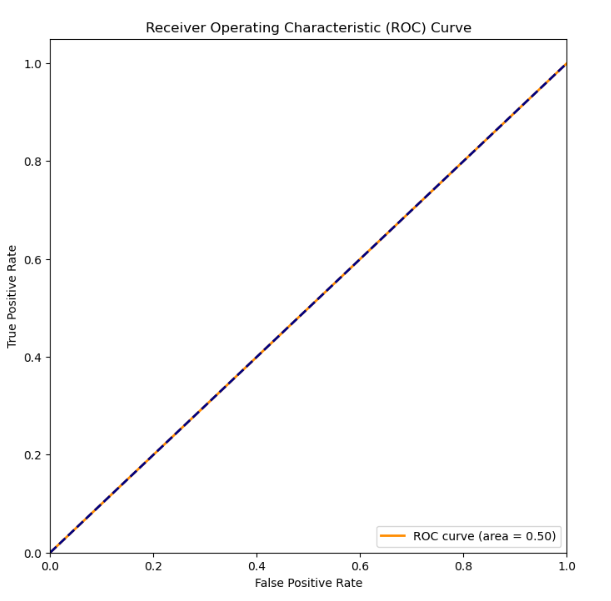 Receiver Operating Characteristic (ROC) Curve
1.0
0.8
0.6
0.4
0.2
0.0
True Positive Rate
ROC curve (area = 0.50)
0.0 0.2 0.4 0.6 0.8 1.0
False Positive Rate